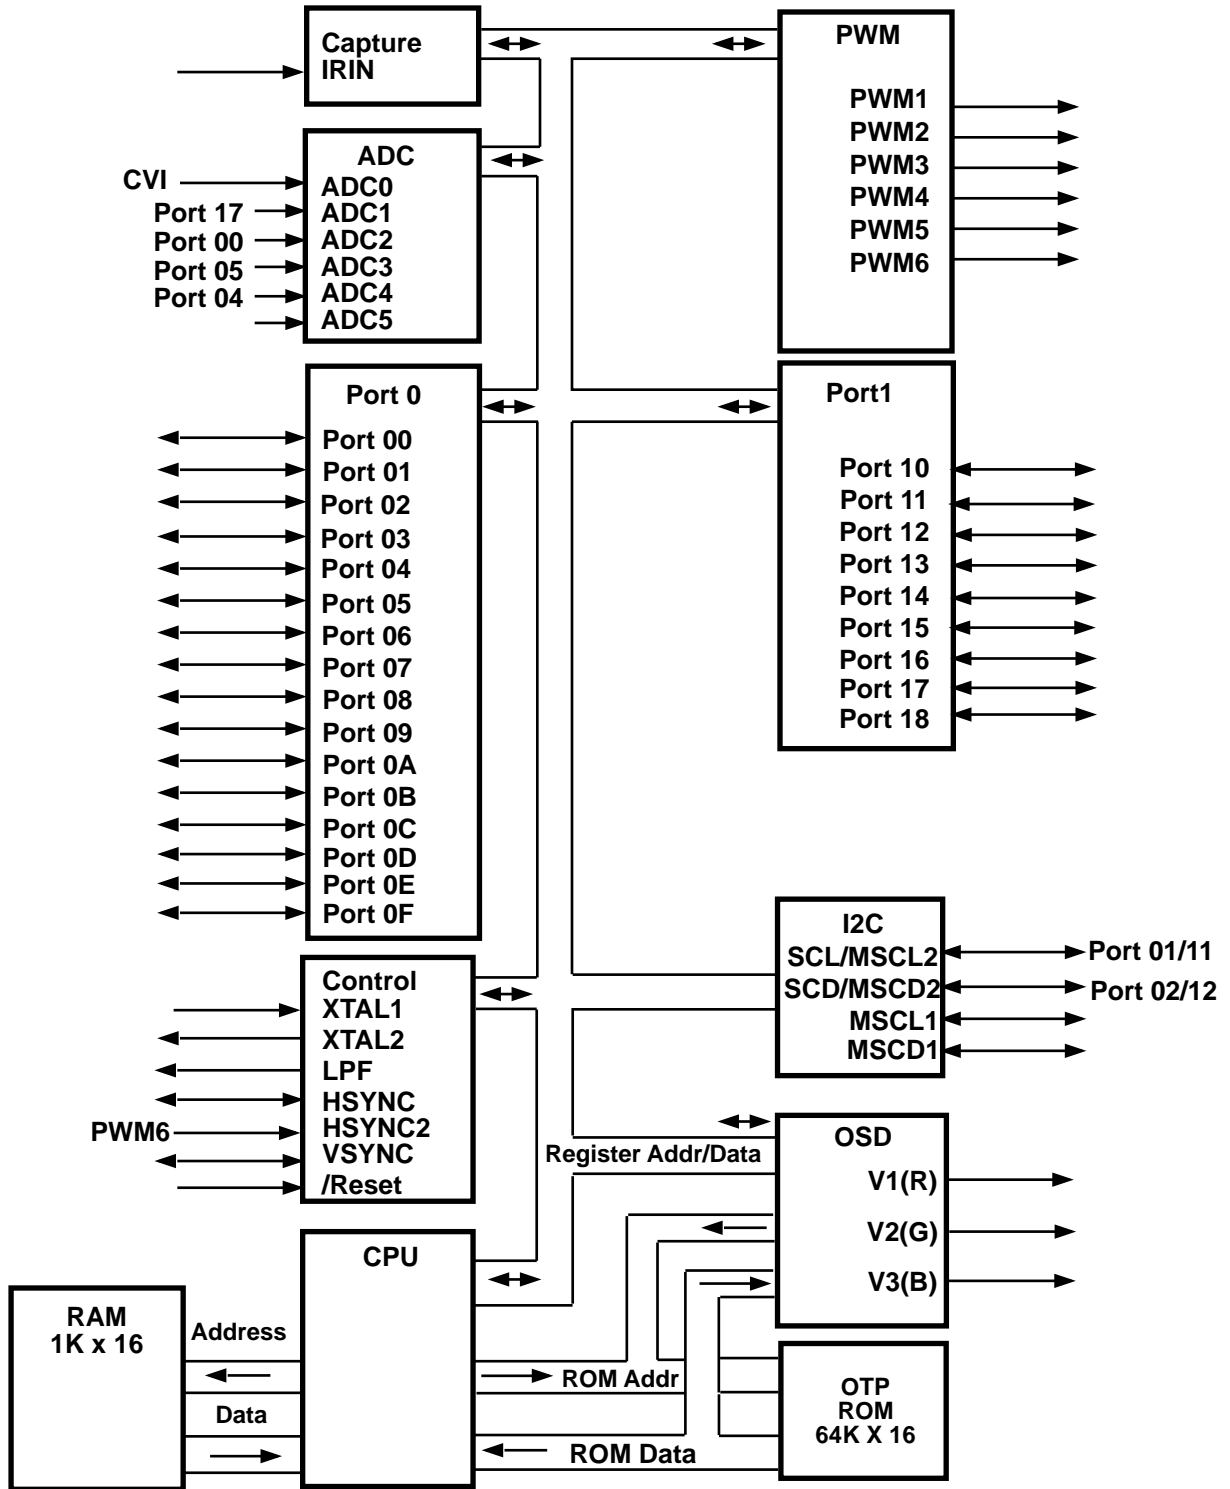 Capture
IRIN
ADC
CVI
ADC0
Port 17
ADC1
Port 00
ADC2
Port 05
ADC3
Port 04
ADC4
ADC5
Port 0
Port 00
Port 01
Port 02
Port 03
Port 04
Port 05
Port 06
Port 07
Port 08
Port 09
Port 0A
Port 0B
Port 0C
Port 0D
Port 0E
Port 0F
Control
XTAL1
XTAL2
LPF
HSYNC
PWM6
HSYNC2
VSYNC
/Reset
CPU
RAM
1K x 16
Address
Data
PWM
PWM1
PWM2
PWM3
PWM4
PWM5
PWM6
Port1
Port 10
Port 11
Port 12
Port 13
Port 14
Port 15
Port 16
Port 17
Port 18
I2C
SCL/MSCL2
Port 01/11
SCD/MSCD2
Port 02/12
MSCL1
MSCD1
OSD
Register Addr/Data
V1(R)
V2(G)
V3(B)
ROM Addr
ROM Data
OTP
ROM
64K X 16